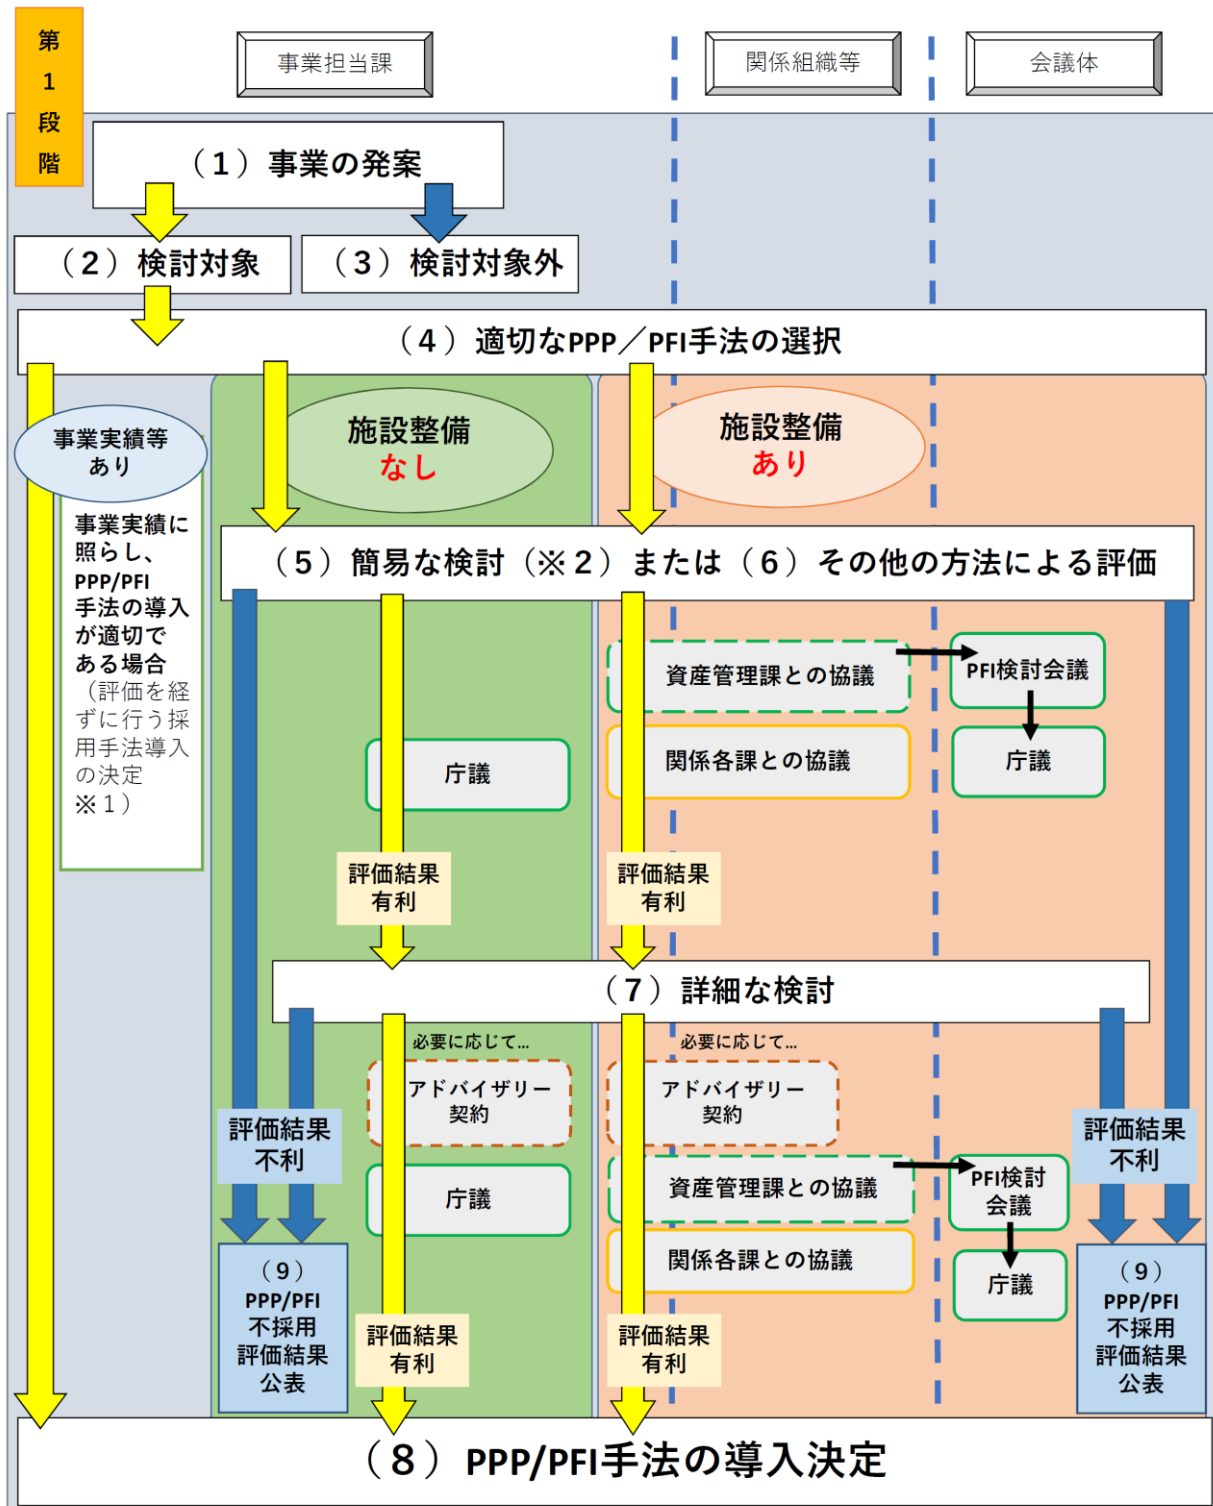 第
1
段
階
事業担当課
関係組織等
会議体
（１）事業の発案
（２）検討対象
（３）検討対象外
（４）適切なPPP／PFI手法の選択
事業実績等
あり
施設整備
なし
施設整備
あり
事業実績に
照らし、
PPP/PFI
手法の導入
が適切で
ある場合
（評価を経
ずに行う採
用手法導入
の決定
※１）
（５）簡易な検討（※２）または（６）その他の方法による評価
資産管理課との協議
PFI検討会議
関係各課との協議
庁議
庁議
評価結果
有利
評価結果
有利
（７）詳細な検討
必要に応じて…
必要に応じて…
アドバイザリー
契約
アドバイザリー
契約
評価結果
不利
評価結果
不利
庁議
資産管理課との協議
PFI検討
会議
関係各課との協議
庁議
（９）
PPP/PFI
不採用
評価結果
公表
（９）
PPP/PFI
不採用
評価結果
公表
評価結果
有利
評価結果
有利
（８）PPP/PFI手法の導入決定